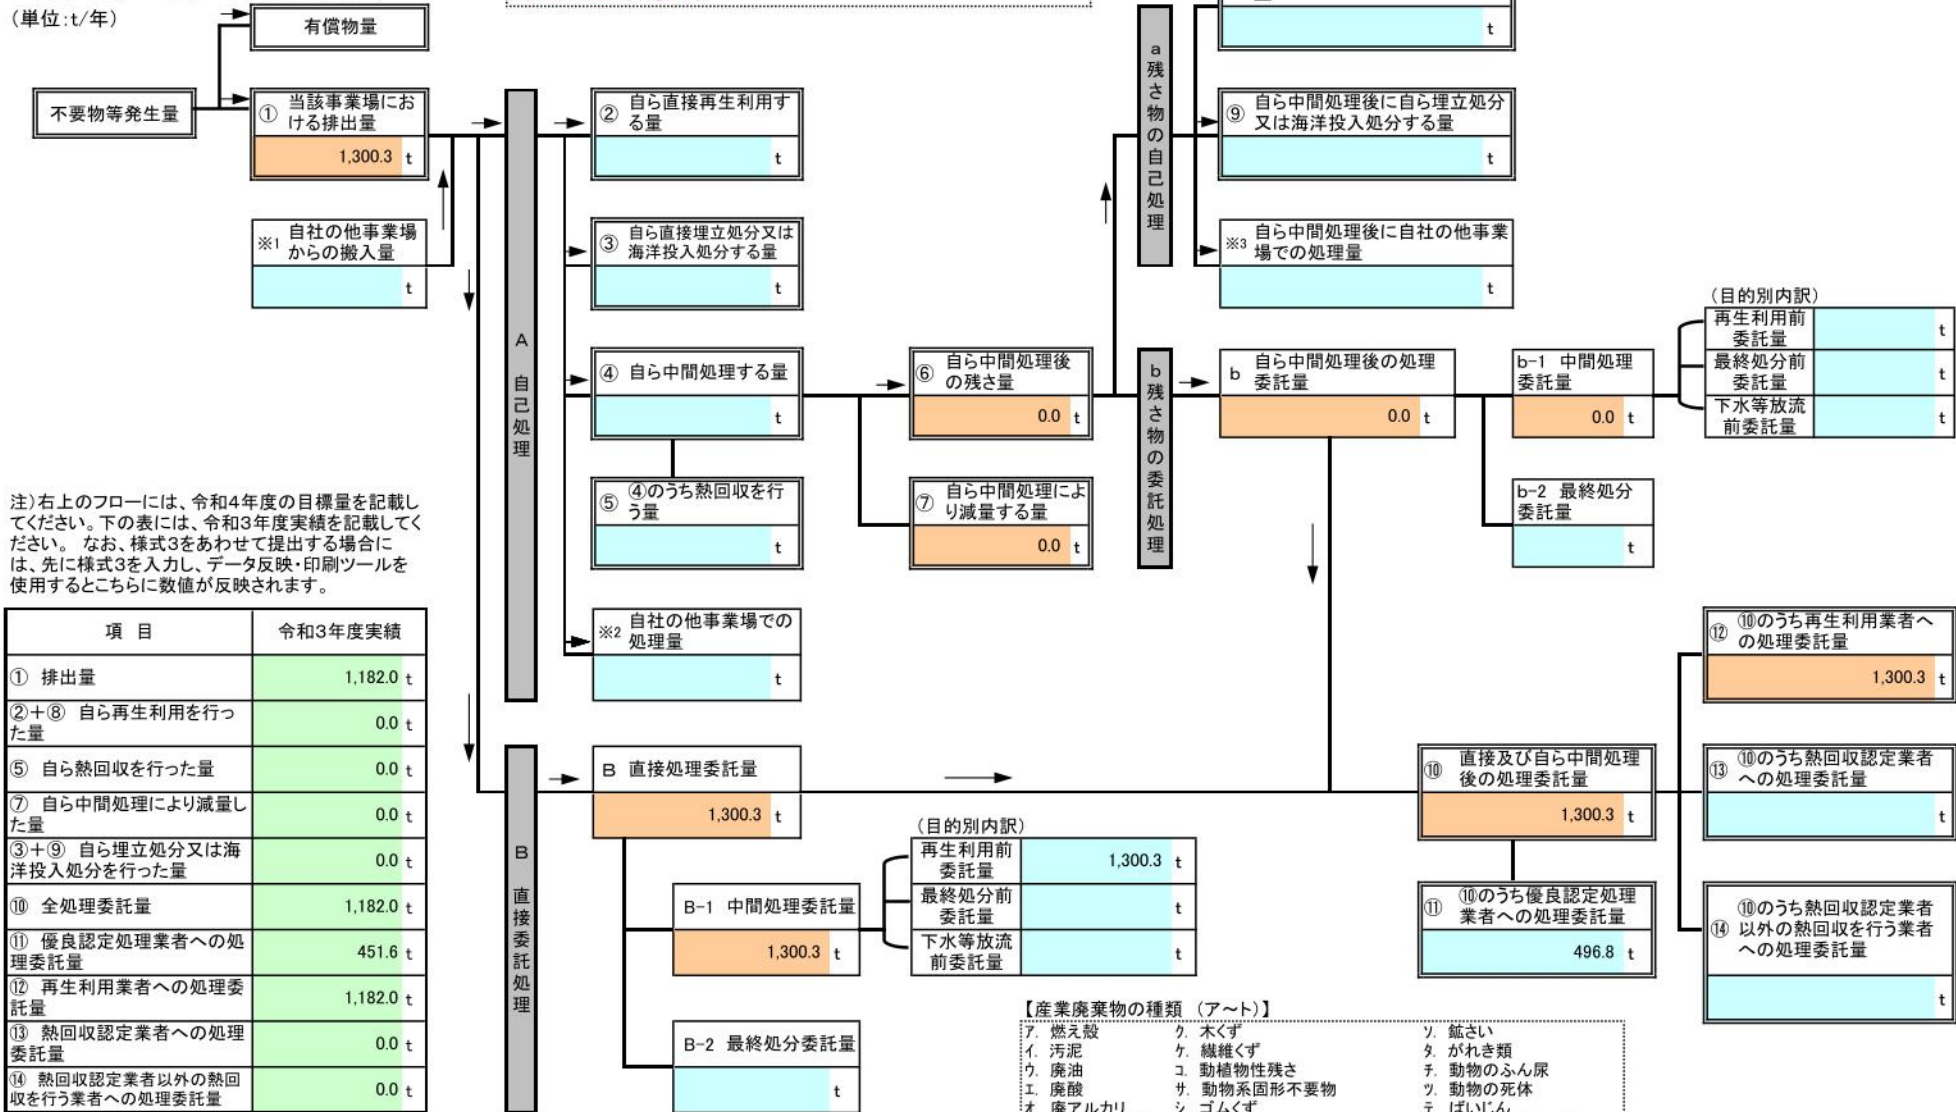 (単位:t/年)
有償物量
不要物等発生量
① 当該事業場にお
ける排出量
1,300.3 t
※1 自社の他事業場
からの搬入量
t
A 自己処理
② 自ら直接再生利用す
る量
t
③ 自ら直接埋立処分又は
海洋投入処分する量
t
④ 自ら中間処理する量
t
⑤ ④のうち熱回収を行
う量
t
※2 自社の他事業場での
処理量
t
⑥ 自ら中間処理後
の残さ量
0.0 t
⑦ 自ら中間処理によ
り減量する量
0.0 t
a 残さ物の自己処理
t
⑨ 自ら中間処理後に自ら埋立処分
又は海洋投入処分する量
t
※3 自ら中間処理後に自社の他事業
場での処理量
t
b 残さ物の委託処理
b 自ら中間処理後の処理
委託量
0.0 t
b-1 中間処理
委託量
0.0 t
b-2 最終処分
委託量
t
(目的別内訳)
再生利用前
委託量
t
最終処分前
委託量
t
下水等放流
前委託量
t
注)右上のフローには、令和4年度の目標量を記載し
てください。下の表には、令和3年度実績を記載してく
ださい。 なお、様式3をあわせて提出する場合に
は、先に様式3を入力し、データ反映・印刷ツールを
使用するとこちらに数値が反映されます。
項 目 令和3年度実績
① 排出量 1,182.0 t
②+⑧ 自ら再生利用を行っ
た量 0.0 t
⑤ 自ら熱回収を行った量 0.0 t
⑦ 自ら中間処理により減量し
た量 0.0 t
③+⑨ 自ら埋立処分又は海
洋投入処分を行った量 0.0 t
⑩ 全処理委託量 1,182.0 t
⑪ 優良認定処理業者への処
理委託量 451.6 t
⑫ 再生利用業者への処理委
託量 1,182.0 t
⑬ 熱回収認定業者への処理
委託量 0.0 t
⑭ 熱回収認定業者以外の熱回
収を行う業者への処理委託量 0.0 t
B 直接委託処理
B 直接処理委託量
1,300.3 t
B-1 中間処理委託量
1,300.3 t
B-2 最終処分委託量
t
(目的別内訳)
再生利用前
委託量
1,300.3 t
最終処分前
委託量
t
下水等放流
前委託量
t
⑩ 直接及び自ら中間処理
後の処理委託量
1,300.3 t
⑪ ⑩のうち優良認定処理
業者への処理委託量
496.8 t
⑫ ⑩のうち再生利用業者へ
の処理委託量
1,300.3 t
⑬ ⑩のうち熱回収認定業者
への処理委託量
t
⑭ ⑩のうち熱回収認定業者
以外の熱回収を行う業者
への処理委託量
t
【産業廃棄物の種類 (ア~ト)】
ア. 燃え殻 ク. 木くず ソ. 鉱さい
イ. 汚泥 ケ. 繊維くず タ. がれき類
ウ. 廃油 コ. 動植物性残さ チ. 動物のふん尿
エ. 廃酸 サ. 動物系固形不要物 ツ. 動物の死体
オ. 廃アルカリ シ. ゴムくず テ. ばいじん